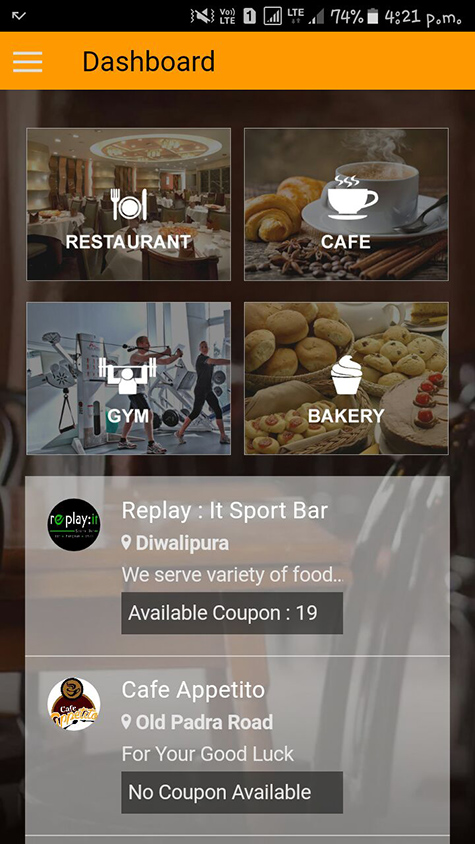 Vo))
LTE 1 LTE 74% 4:21 p.m.
Dashboard
RESTAURANT CAFE
GYM BAKERY
replay:it
Replay : It Sport Bar
Diwalipura
We serve variety of food..
Available Coupon : 19
Cafe
Appetito
Cafe Appetito
Old Padra Road
For Your Good Luck
No Coupon Available